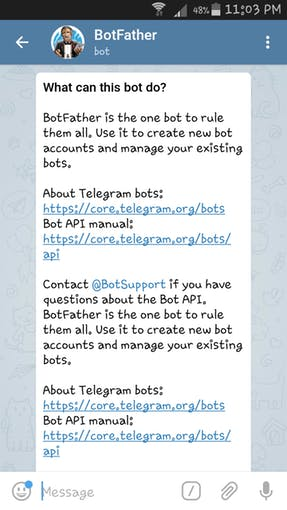 48% 11:03 PM
BotFather
bot
What can this bot do?
BotFather is the one bot to rule
them all. Use it to create new bot
accounts and manage your existing
bots.
About Telegram bots:
https://core.telegram.org/bots
Bot API manual:
https://core.telegram.org/bots/
api
Contact @BotSupport if you have
questions about the Bot API.
BotFather is the one bot to rule
them all. Use it to create new bot
accounts and manage your existing
bots.
About Telegram bots:
https://core.telegram.org/bots
Bot API manual:
https://core.telegram.org/bots/
api
Message